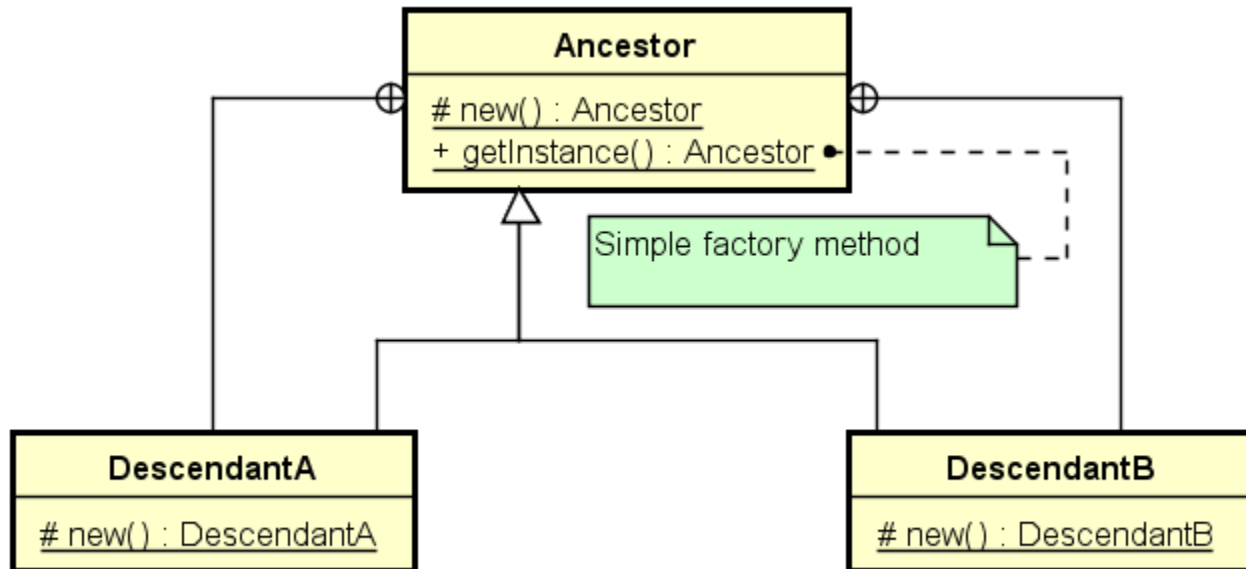 Ancestor
# new() : Ancestor
+ getInstance() : Ancestor
Simple factory method
DescendantA
# new() : DescendantA
DescendantB
# new() : DescendantB